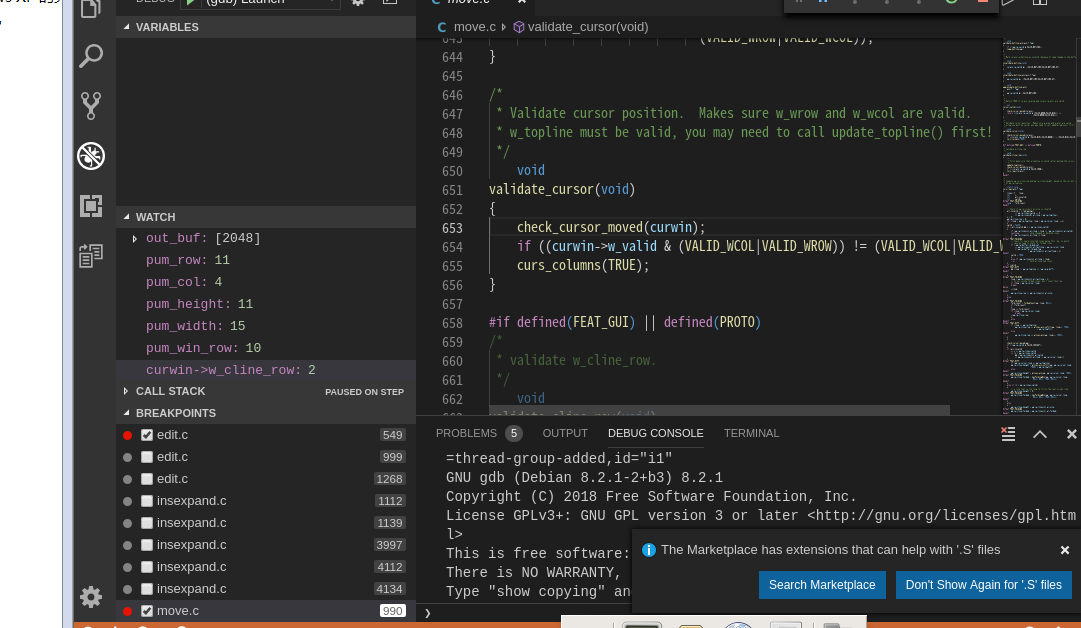 VARIABLES
WATCH
out_buf: [2048]
pum_row: 11
pum_col: 4
pum_height: 11
pum_width: 15
pum_win_row: 10
curwin->w_cline_row: 2
CALL STACK PAUSED ON STEP
BREAKPOINTS
edit.c 549
edit.c 999
edit.c 1268
insexpand.c 1112
insexpand.c 1139
insexpand.c 3997
insexpand.c 4112
insexpand.c 4134
move.c 990
move.c
C move.c validate_cursor(void)
643 (VALID_WROW|VALID_WCOL));
644 }
645
646 /*
647 * Validate cursor position.  Makes sure w_wrow and w_wcol are valid.
648 * w_topline must be valid, you may need to call update_topline() first!
649 */
650 void
651 validate_cursor(void)
652 {
653 check_cursor_moved(curwin);
654 if ((curwin->w_valid & (VALID_WCOL|VALID_WROW)) != (VALID_WCOL|VALID_W
655 curs_columns(TRUE);
656 }
657
658 #if defined(FEAT_GUI) || defined(PROTO)
659 /*
660 * validate w_cline_row.
661 */
662 void
PROBLEMS 5 OUTPUT DEBUG CONSOLE TERMINAL
=thread-group-added,id="i1"
GNU gdb (Debian 8.2.1-2+b3) 8.2.1
Copyright (C) 2018 Free Software Foundation, Inc.
License GPLv3+: GNU GPL version 3 or later <http://gnu.org/licenses/gpl.htm
l>
This is free software:
There is NO WARRANTY,
Type "show copying" an
❯
The Marketplace has extensions that can help with '.S' files
Search Marketplace
Don't Show Again for '.S' files